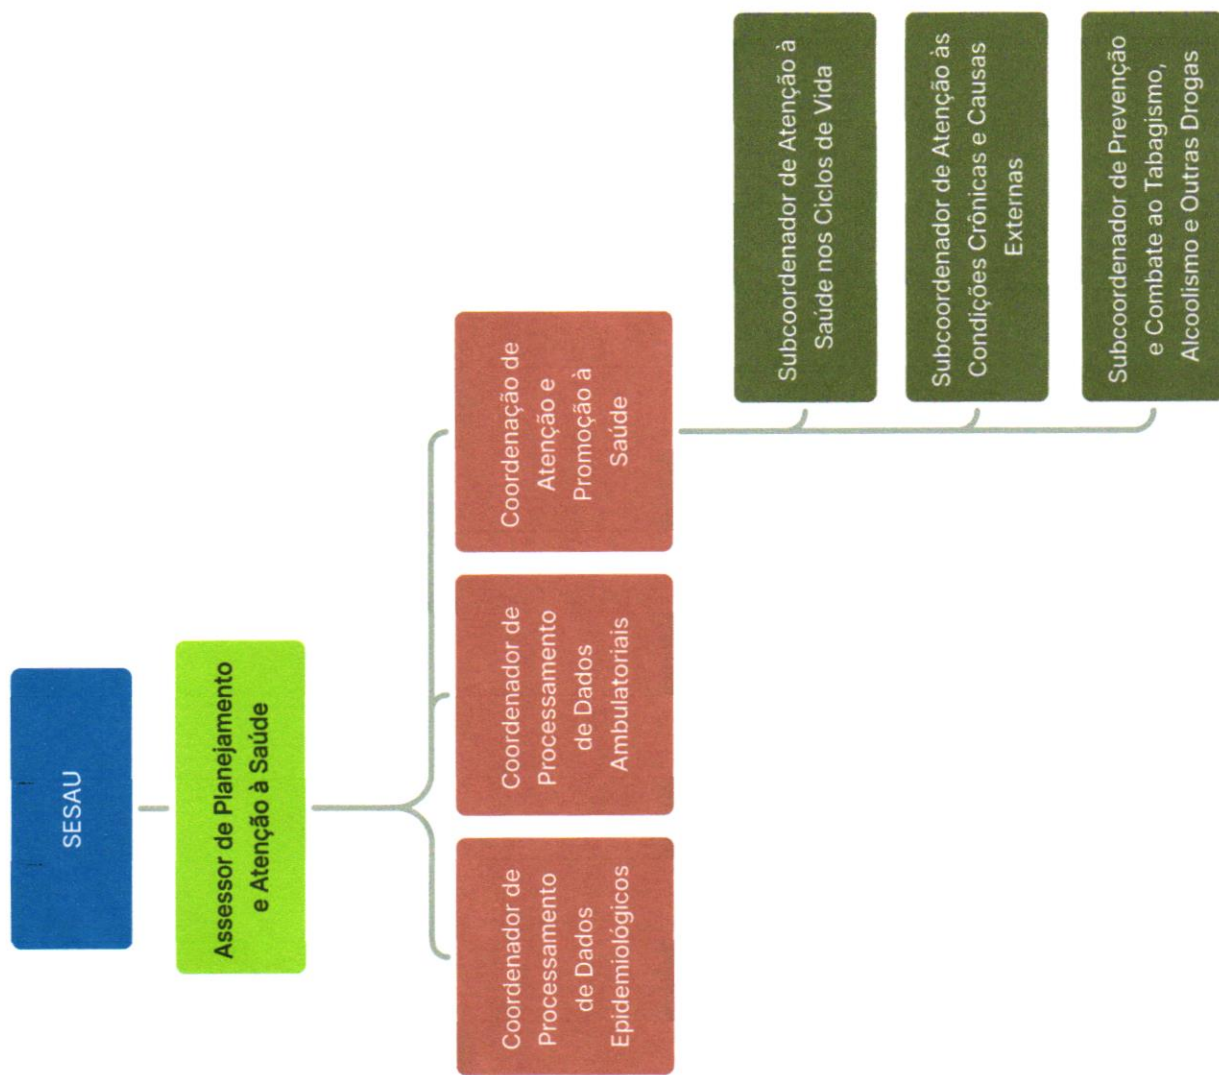 SESAU
Assessor de Planejamento
e Atenção à Saúde
Coordenador de
Processamento
de Dados
Epidemiológicos
Coordenador de
Processamento
de Dados
Ambulatoriais
Coordenação de
Atenção e
Promoção à
Saúde
Subcoordenador de Atenção à
Saúde nos Ciclos de Vida
Subcoordenador de Atenção às
Condições Crônicas e Causas
Externas
Subcoordenador de Prevenção
e Combate ao Tabagismo,
Alcoolismo e Outras Drogas